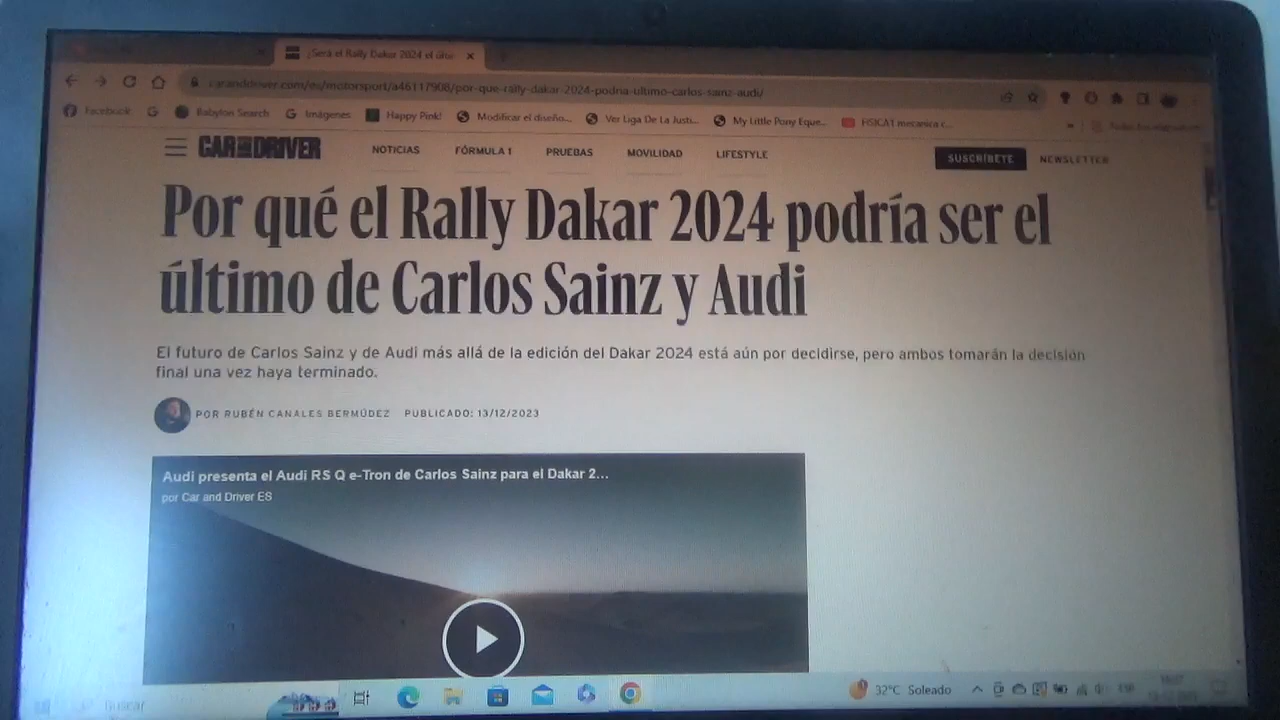 ¿Será el Rally Dakar 2024 el últi
caranddriver.com/es/motorsport/a46117908/por-que-rally-dakar-2024-podria-ultimo-carlos-sainz-audi/
Facebook Babylon Search Imágenes Happy Pink! Modificar el diseño... Ver Liga De La Justi... My Little Pony Eque... FISICA1 mecanica c...
CAR AND DRIVER NOTICIAS FÓRMULA 1 PRUEBAS MOVILIDAD LIFESTYLE SUSCRÍBETE NEWSLETTER
Por qué el Rally Dakar 2024 podría ser el
último de Carlos Sainz y Audi
El futuro de Carlos Sainz y de Audi más allá de la edición del Dakar 2024 está aún por decidirse, pero ambos tomarán la decisión
final una vez haya terminado.
POR RUBÉN CANALES BERMÚDEZ PUBLICADO: 13/12/2023
Audi presenta el Audi RS Q e-Tron de Carlos Sainz para el Dakar 2...
por Car and Driver ES
Buscar 32°C Soleado ESP